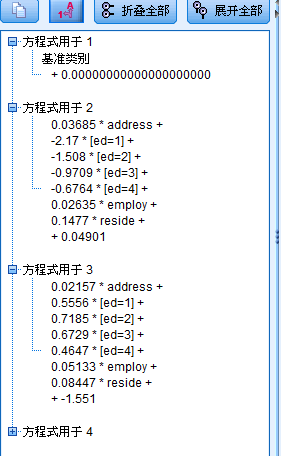 折叠全部
展开全部
方程式用于 1
基准类别
+ 0.00000000000000000000
方程式用于 2
0.03685 * address +
-2.17 * [ed=1] +
-1.508 * [ed=2] +
-0.9709 * [ed=3] +
-0.6764 * [ed=4] +
0.02635 * employ +
0.1477 * reside +
+ 0.04901
方程式用于 3
0.02157 * address +
0.5556 * [ed=1] +
0.7185 * [ed=2] +
0.6729 * [ed=3] +
0.4647 * [ed=4] +
0.05133 * employ +
0.08447 * reside +
+ -1.551
方程式用于 4